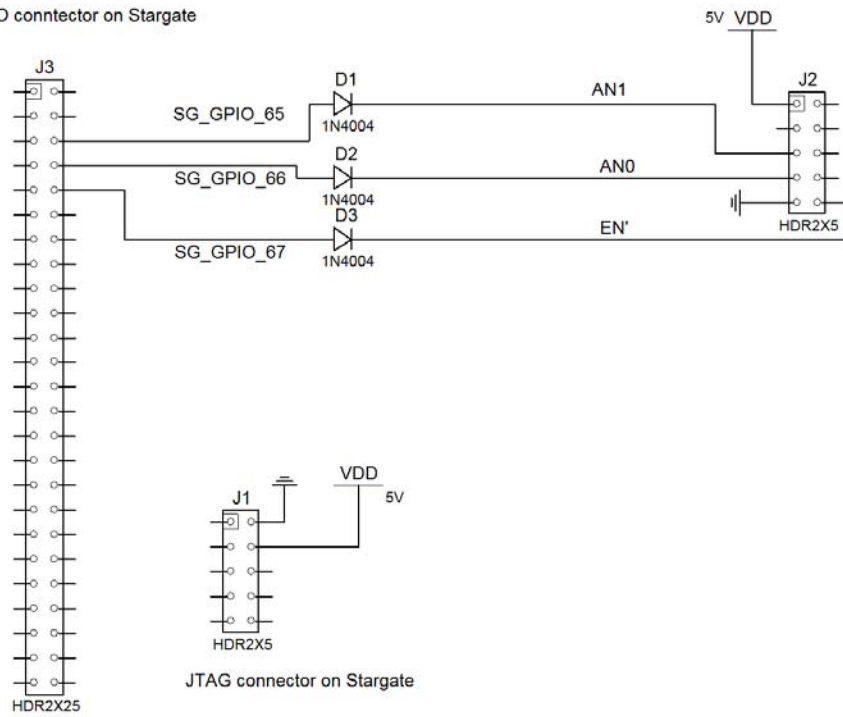 O conntector on Stargate
5V VDD
J3
D1
J2
AN1
SG_GPIO_65
1N4004
D2
AN0
SG_GPIO_66
1N4004
D3
EN'
HDR2X5
SG_GPIO_67
1N4004
VDD
J1
5V
HDR2X5
JTAG connector on Stargate
HDR2X25